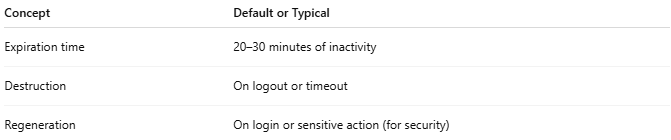 Concept Default or Typical
Expiration time 20–30 minutes of inactivity
Destruction On logout or timeout
Regeneration On login or sensitive action (for security)